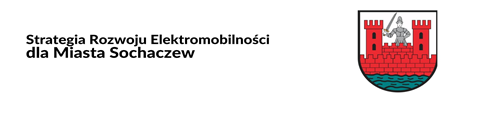 Strategia Rozwoju Elektromobilności
dla Miasta Sochaczew